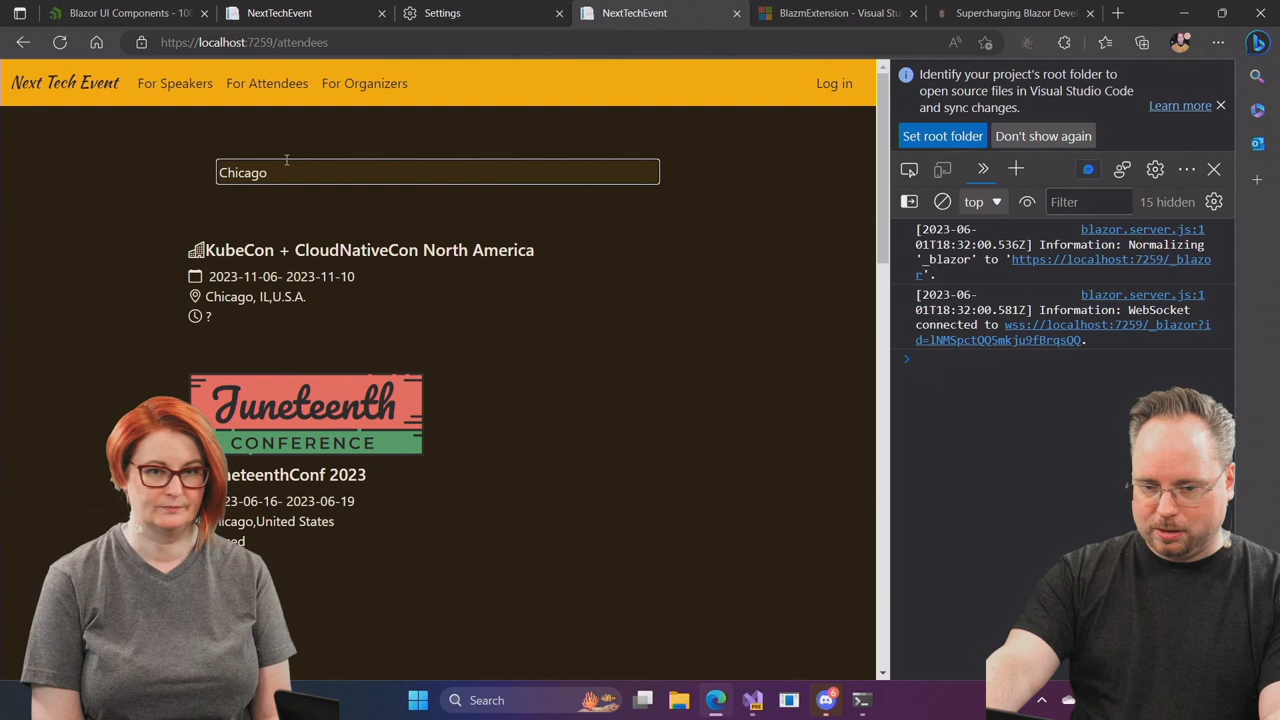 Blazor UI Components - 10
NextTechEvent
Settings
NextTechEvent
BlazmExtension - Visual Stu
Supercharging Blazor Devel
https://localhost:7259/attendees
Next Tech Event
For Speakers
For Attendees
For Organizers
Log in
Chicago
KubeCon + CloudNativeCon North America
2023-11-06- 2023-11-10
Chicago, IL,U.S.A.
?
Juneteenth
CONFERENCE
neteenthConf 2023
23-06-16- 2023-06-19
icago,United States
Identify your project's root folder to
open source files in Visual Studio Code
and sync changes.
Learn more
Set root folder
Don't show again
top
Filter
15 hidden
[2023-06-
blazor.server.js:1
01T18:32:00.536Z] Information: Normalizing
'_blazor' to 'https://localhost:7259/_blazo
r'.
[2023-06-
blazor.server.js:1
01T18:32:00.581Z] Information: WebSocket
connected to wss://localhost:7259/_blazor?i
d=lNMSpctQQ5mkju9fBrqsQQ.
Search
6